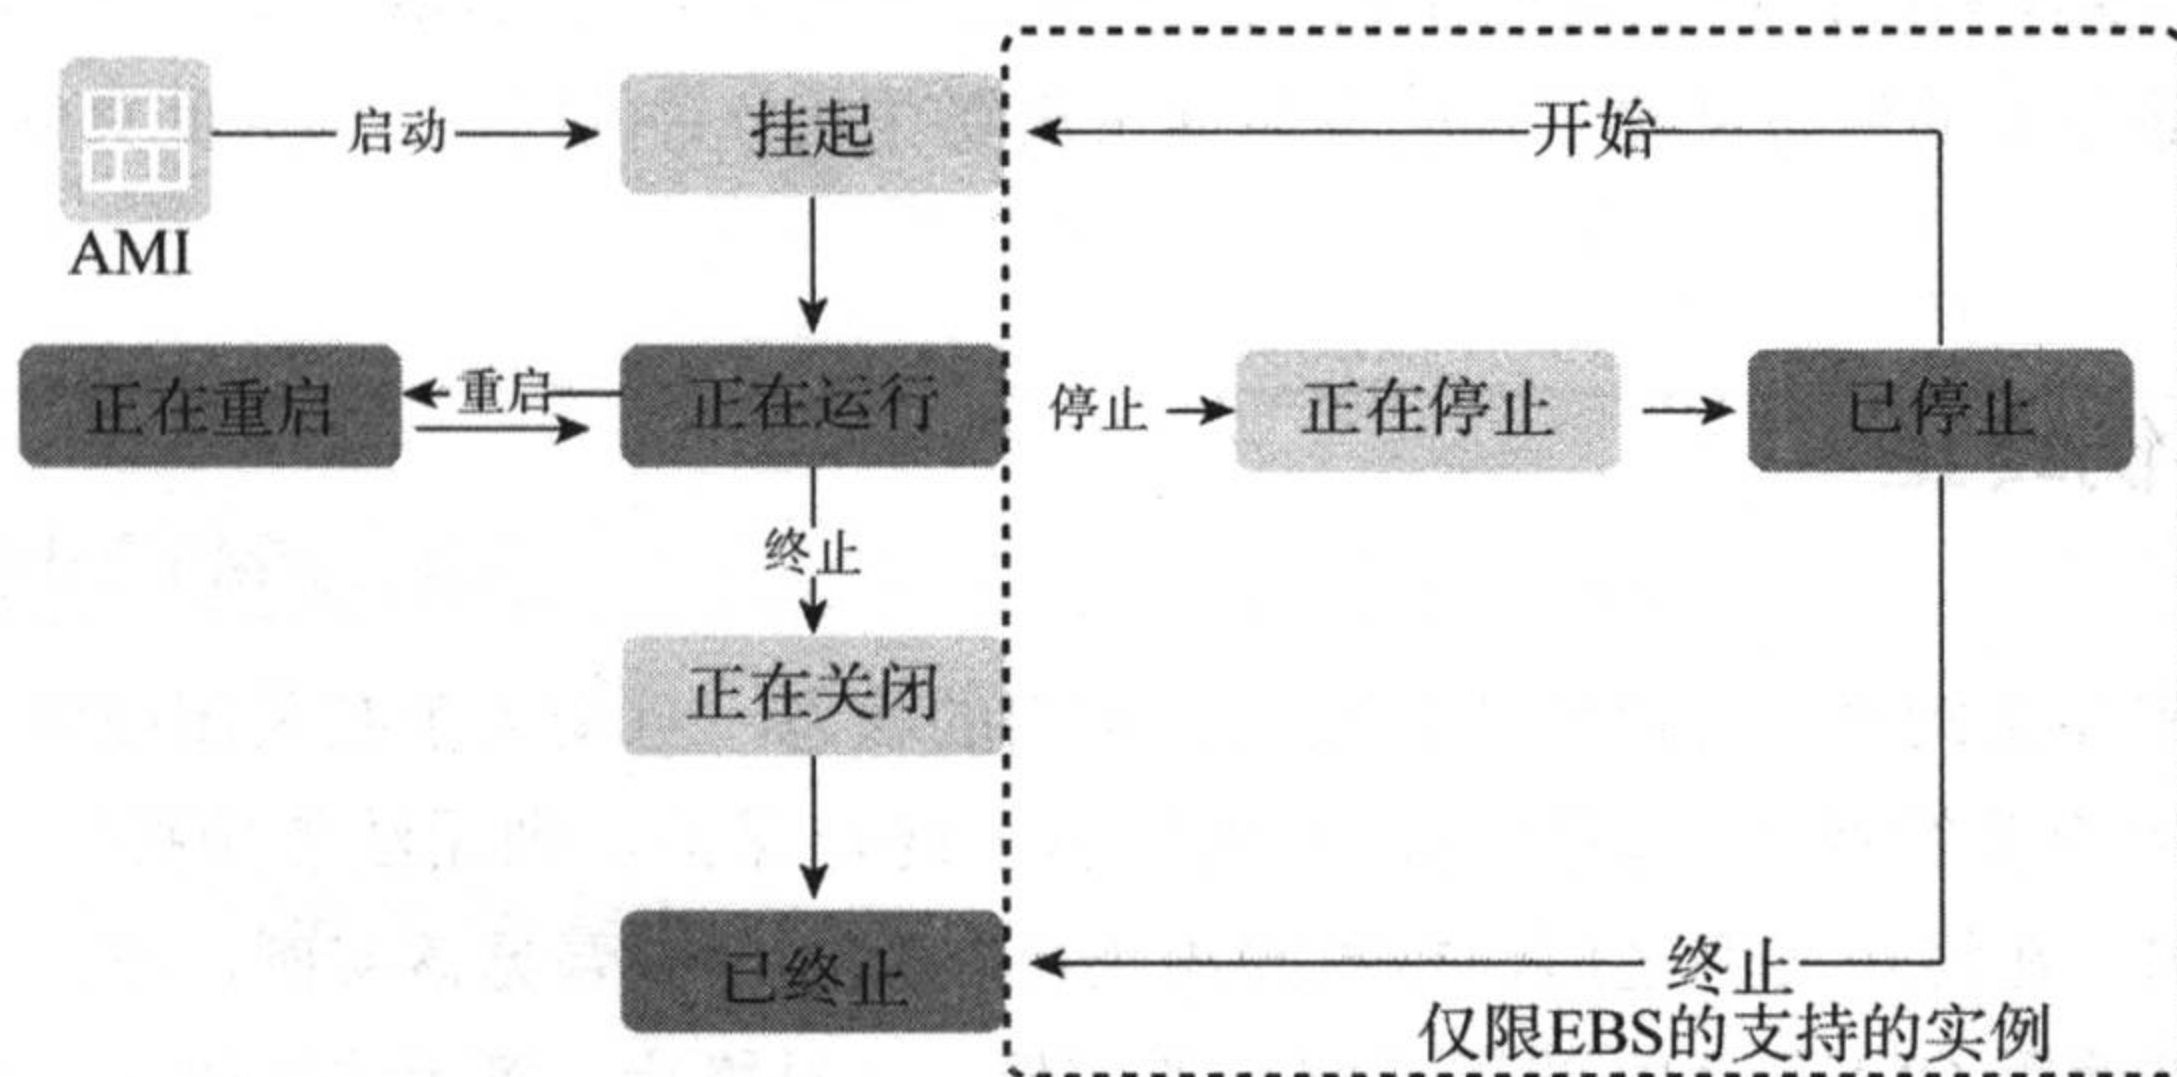 启动
挂起
开始
AMI
正在重启
重启
正在运行
停止
正在停止
已停止
终止
正在关闭
已终止
终止
仅限EBS的支持的实例